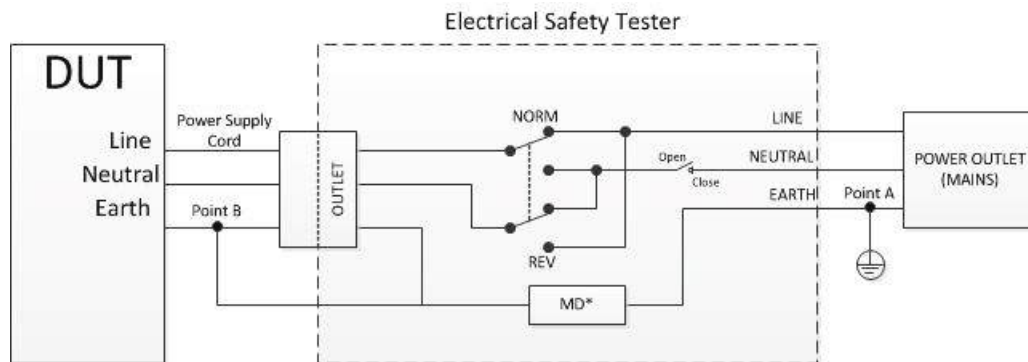 Electrical Safety Tester
DUT
Line
Neutral
Earth
Power Supply
Cord
Point B
OUTLET
NORM
REV
MD*
Open
Close
LINE
NEUTRAL
EARTH
Point A
POWER OUTLET
(MAINS)